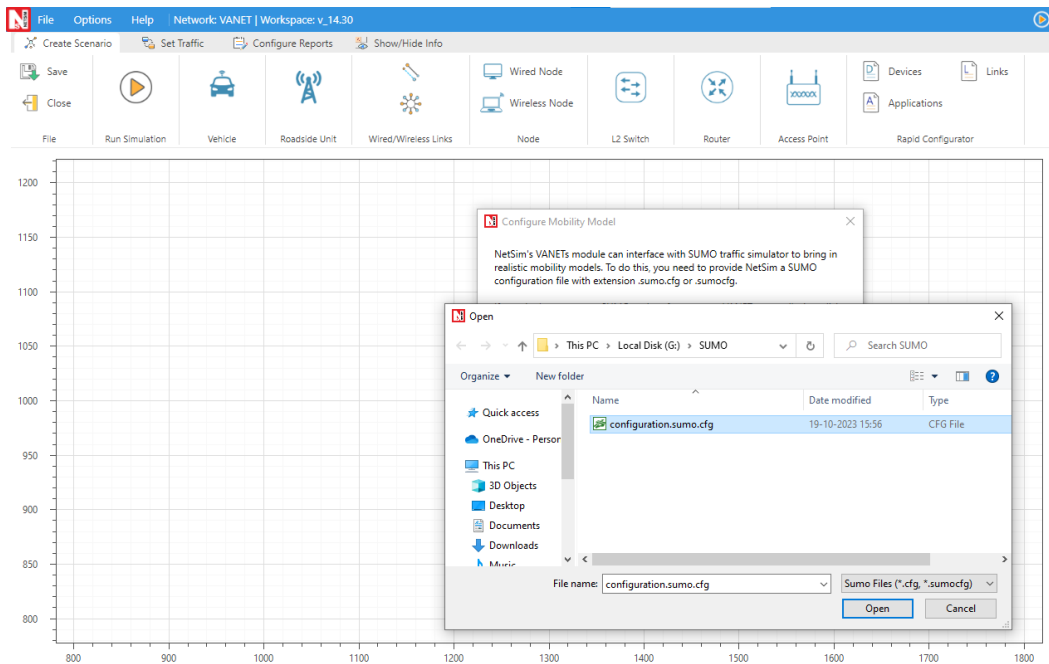 File Options Help Network: VANET | Workspace: v_14.30
Create Scenario Set Traffic Configure Reports Show/Hide Info
Save
Close
Wired Node
Wireless Node
Devices Links
Applications
File Run Simulation Vehicle Roadside Unit Wired/Wireless Links Node L2 Switch Router Access Point Rapid Configurator
1200
1150
1100
1050
1000
950
900
850
800
800 900 1000 1100 1200 1300 1400 1500 1600 1700 1800
Configure Mobility Model
NetSim's VANETs module can interface with SUMO traffic simulator to bring in
realistic mobility models. To do this, you need to provide NetSim a SUMO
configuration file with extension .sumo.cfg or .sumocfg.
Open
This PC > Local Disk (G:) > SUMO
Search SUMO
Organize New folder
Name Date modified Type
configuration.sumo.cfg 19-10-2023 15:56 CFG File
Quick access
OneDrive - Person
This PC
3D Objects
Desktop
Documents
Downloads
Music
File name: configuration.sumo.cfg Sumo Files (*.cfg, *.sumocfg)
Open Cancel